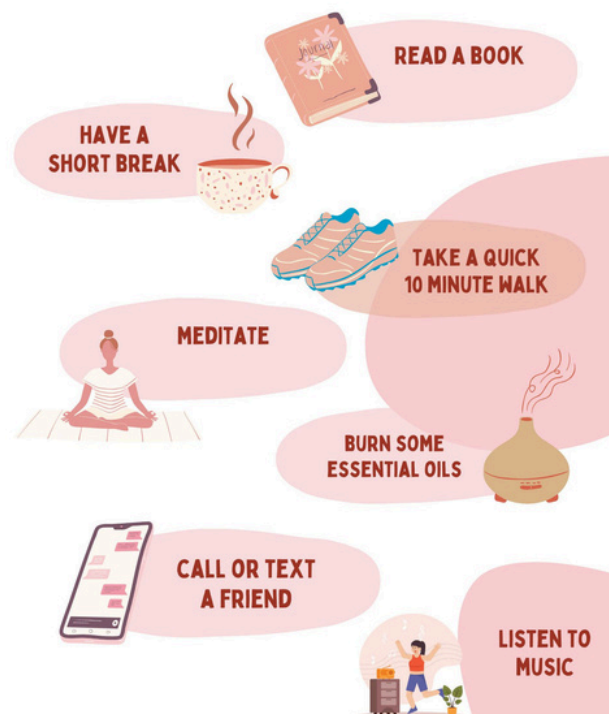 Journal
READ A BOOK
HAVE A
SHORT BREAK
TAKE A QUICK
10 MINUTE WALK
MEDITATE
BURN SOME
ESSENTIAL OILS
CALL OR TEXT
A FRIEND
LISTEN TO
MUSIC